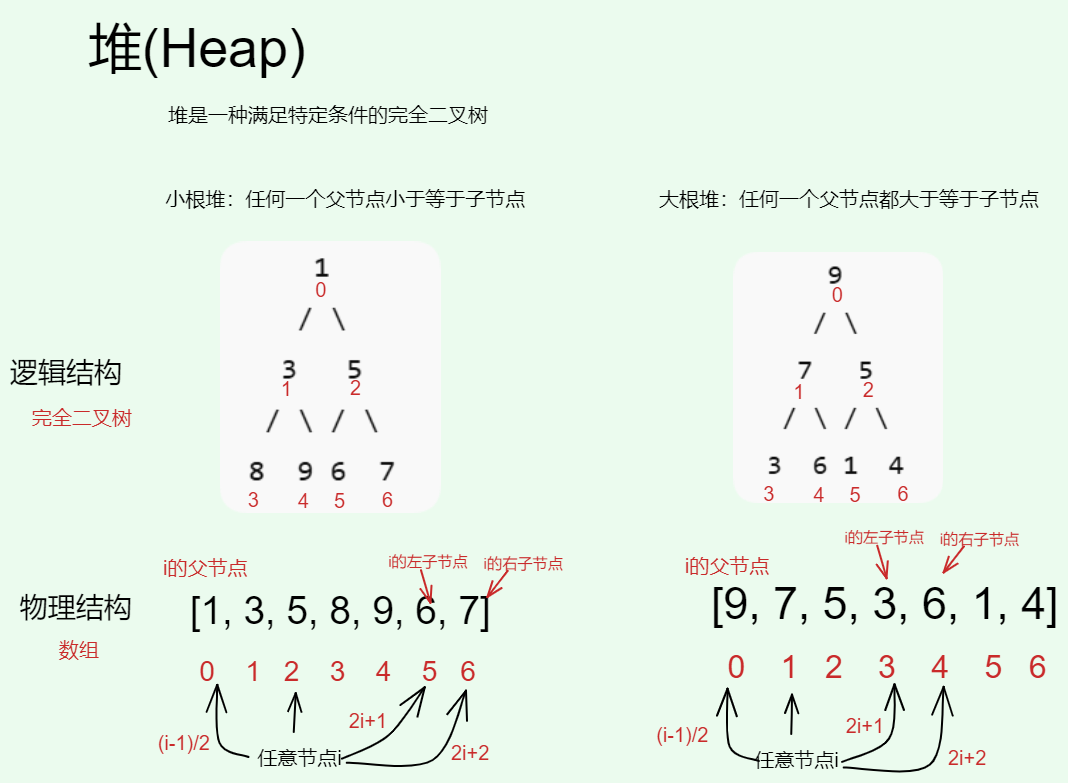 堆(Heap)
堆是一种满足特定条件的完全二叉树
小根堆：任何一个父节点小于等于子节点
大根堆：任何一个父节点都大于等于子节点
1
0
/ \
3 5
1 2
/ \ / \
8 9 6 7
3 4 5 6
9
0
/ \
7 5
1 2
/ \ / \
3 6 1 4
3 4 5 6
逻辑结构
完全二叉树
物理结构
数组
i的父节点
i的左子节点
i的右子节点
[1, 3, 5, 8, 9, 6, 7]
0 1 2 3 4 5 6
(i-1)/2
任意节点i
2i+1
2i+2
i的父节点
i的左子节点
i的右子节点
[9, 7, 5, 3, 6, 1, 4]
0 1 2 3 4 5 6
(i-1)/2
任意节点i
2i+1
2i+2